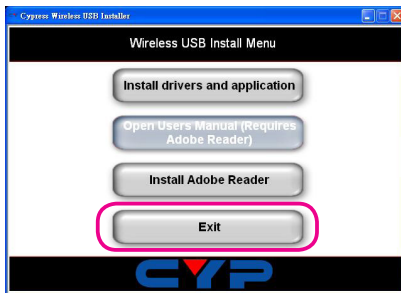 Cypress Wireless USB Installer
Wireless USB Install Menu
Install drivers and application
Open Users Manual (Requires
Adobe Reader)
Install Adobe Reader
Exit
CYP